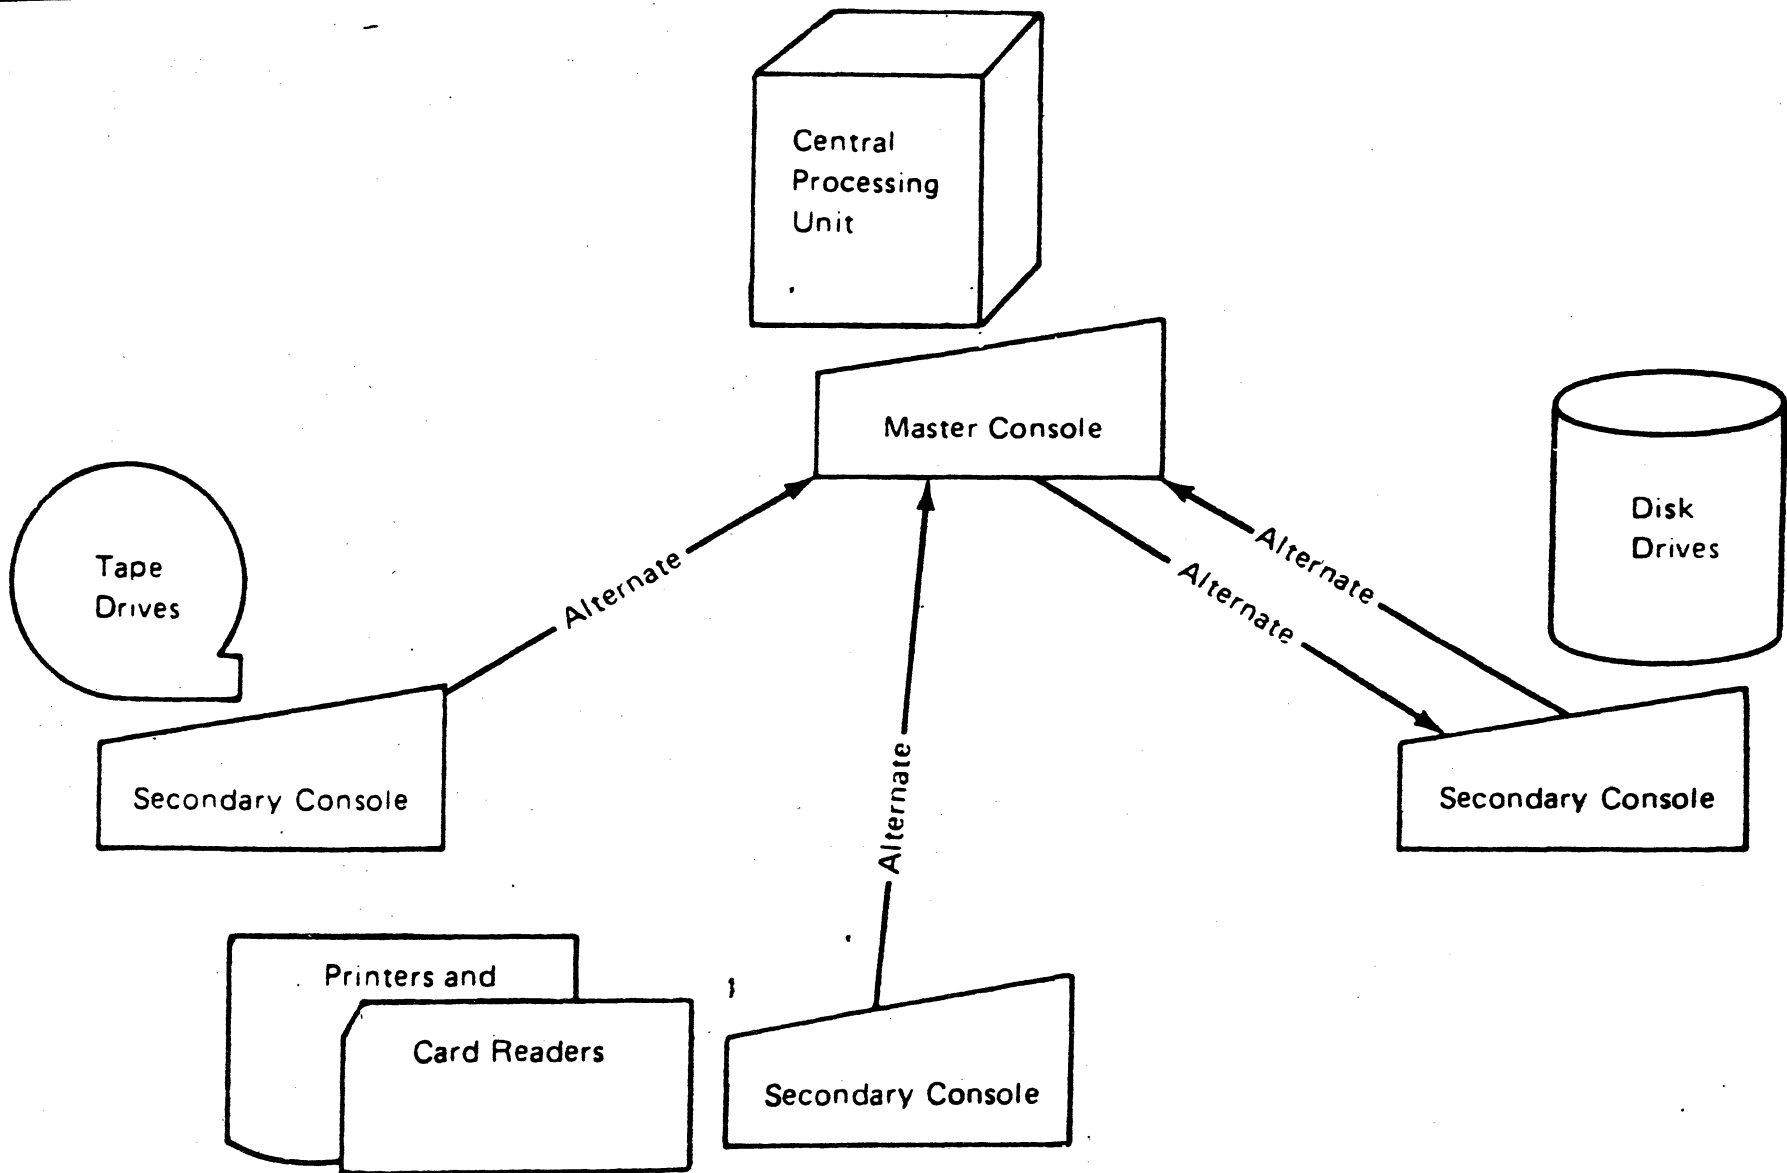 Central
Processing
Unit
Master Console
Disk
Drives
Tape
Drives
Alternate
Alternate
Alternate
Alternate
Secondary Console
Secondary Console
Printers and
Card Readers
Secondary Console